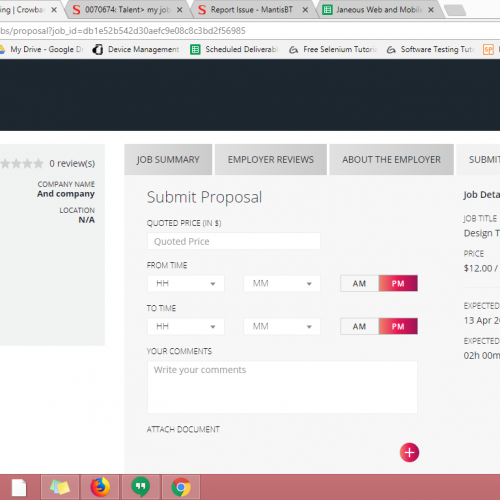 ing | Crowba
0070674: Talent> my job
Report Issue - MantisBT
Janeous Web and Mobile
bs/proposal?job_id=db1e52b542d30aefc9e08c8c3bd2f56985
My Drive - Google D
Device Management
Scheduled Deliverabl
Free Selenium Tutoria
Software Testing Tut
0 review(s)
COMPANY NAME
And company
LOCATION
N/A
JOB SUMMARY
EMPLOYER REVIEWS
ABOUT THE EMPLOYER
SUBMIT
Submit Proposal
QUOTED PRICE (IN $)
Quoted Price
FROM TIME
HH
MM
AM
PM
TO TIME
HH
MM
AM
PM
YOUR COMMENTS
Write your comments
ATTACH DOCUMENT
Job Deta
JOB TITLE
Design T
PRICE
$12.00 /
EXPECTED
13 Apr 20
EXPECTED
02h 00m